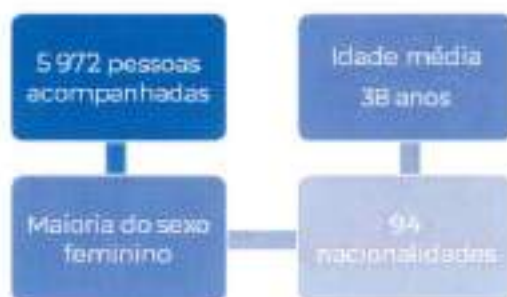 5 972 pessoas
acompanhadas
Maioria do sexo
feminino
94
nacionalidades
Idade média
38 anos